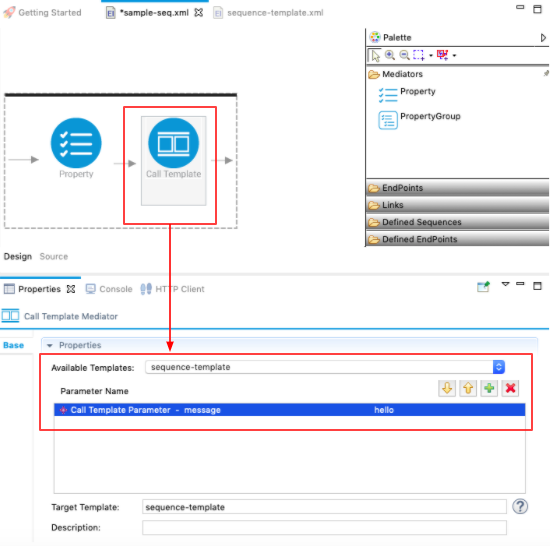 Getting Started
*sample-seq.xml
sequence-template.xml
Palette
Mediators
Property
PropertyGroup
Property
Call Template
EndPoints
Links
Defined Sequences
Defined EndPoints
Design Source
Properties Console HTTP Client
Call Template Mediator
Base
Properties
Available Templates: sequence-template
Parameter Name
Call Template Parameter - message hello
Target Template: sequence-template ?
Description: